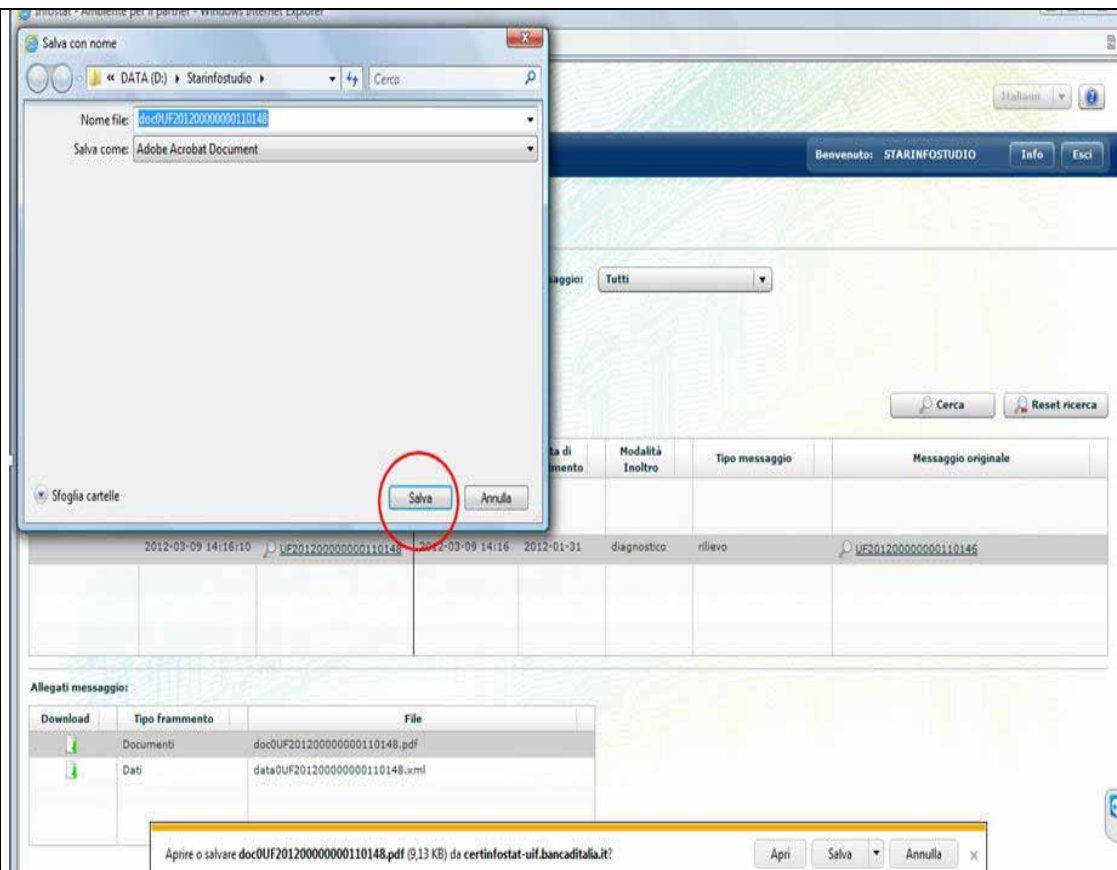 Infostat - Ambiente per il partner - Windows Internet Explorer
Salva con nome
« DATA (D:) ▸ Starinfostudio ▸
Cerca
Nome file: doc0UF201200000000110148
Salva come: Adobe Acrobat Document
Sfoglia cartelle
Salva
Annulla
Italiano
Benvenuto: STARINFOSTUDIO
Info
Esci
saggio: Tutti
Cerca
Reset ricerca
ta di
imento
Modalità
Inoltro
Tipo messaggio
Messaggio originale
2012-03-09 14:16:10 UF201200000000110148 2012-03-09 14:16 2012-01-31 diagnostico rilievo UF201200000000110146
Allegati messaggio:
Download Tipo frammento File
Documenti doc0UF201200000000110148.pdf
Dati data0UF201200000000110148.xml
Aprire o salvare doc0UF201200000000110148.pdf (9,13 KB) da certinfostat-uif.bancaditalia.it?
Apri
Salva
Annulla
x